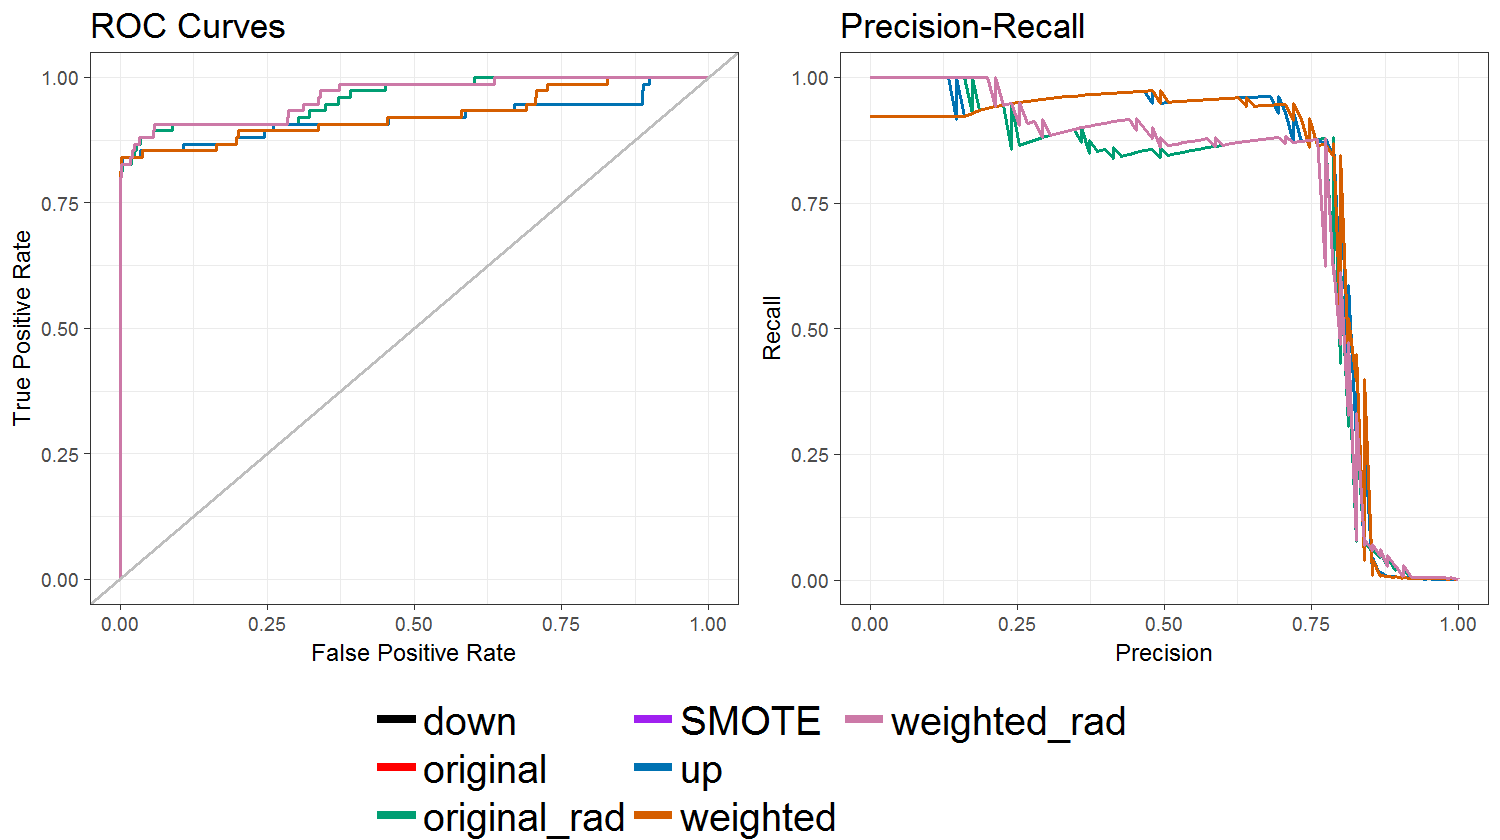 ROC Curves
1.00
0.75
0.50
0.25
0.00
True Positive Rate
0.00 0.25 0.50 0.75 1.00
False Positive Rate
Precision-Recall
1.00
0.75
0.50
0.25
0.00
Recall
0.00 0.25 0.50 0.75 1.00
Precision
down SMOTE weighted_rad
original up
original_rad weighted